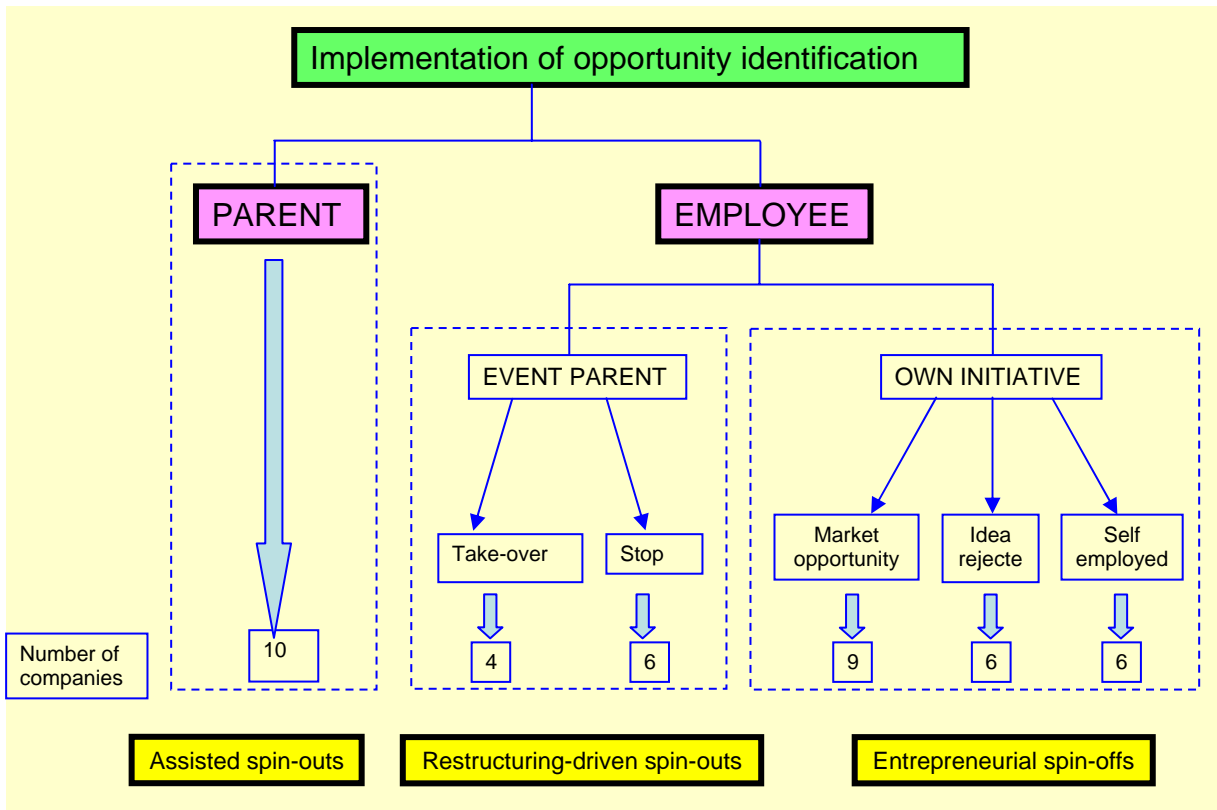 Implementation of opportunity identification
PARENT
EMPLOYEE
EVENT PARENT
OWN INITIATIVE
Take-over
Stop
Market
opportunity
Idea
rejecte
Self
employed
Number of
companies
10
4
6
9
6
6
Assisted spin-outs
Restructuring-driven spin-outs
Entrepreneurial spin-offs